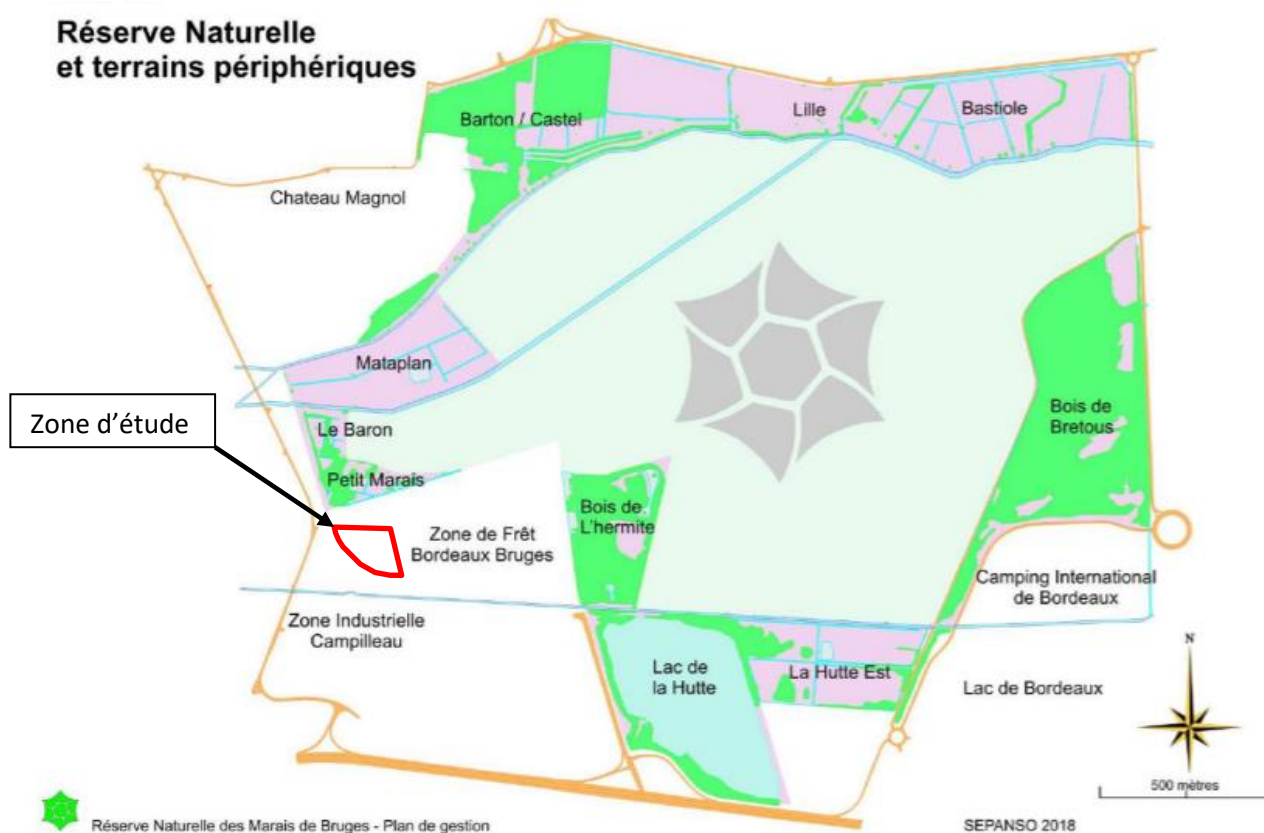 Réserve Naturelle
et terrains périphériques
Barton / Castel
Lille
Bastiole
Chateau Magnol
Mataplan
Zone d'étude
Le Baron
Petit Marais
Bois de
Bretous
Bois de
L'hermite
Zone de Frêt
Bordeaux Bruges
Camping International
de Bordeaux
Zone Industrielle
Campilleau
Lac de
la Hutte
La Hutte Est
Lac de Bordeaux
N
500 mètres
Réserve Naturelle des Marais de Bruges - Plan de gestion
SEPANSO 2018